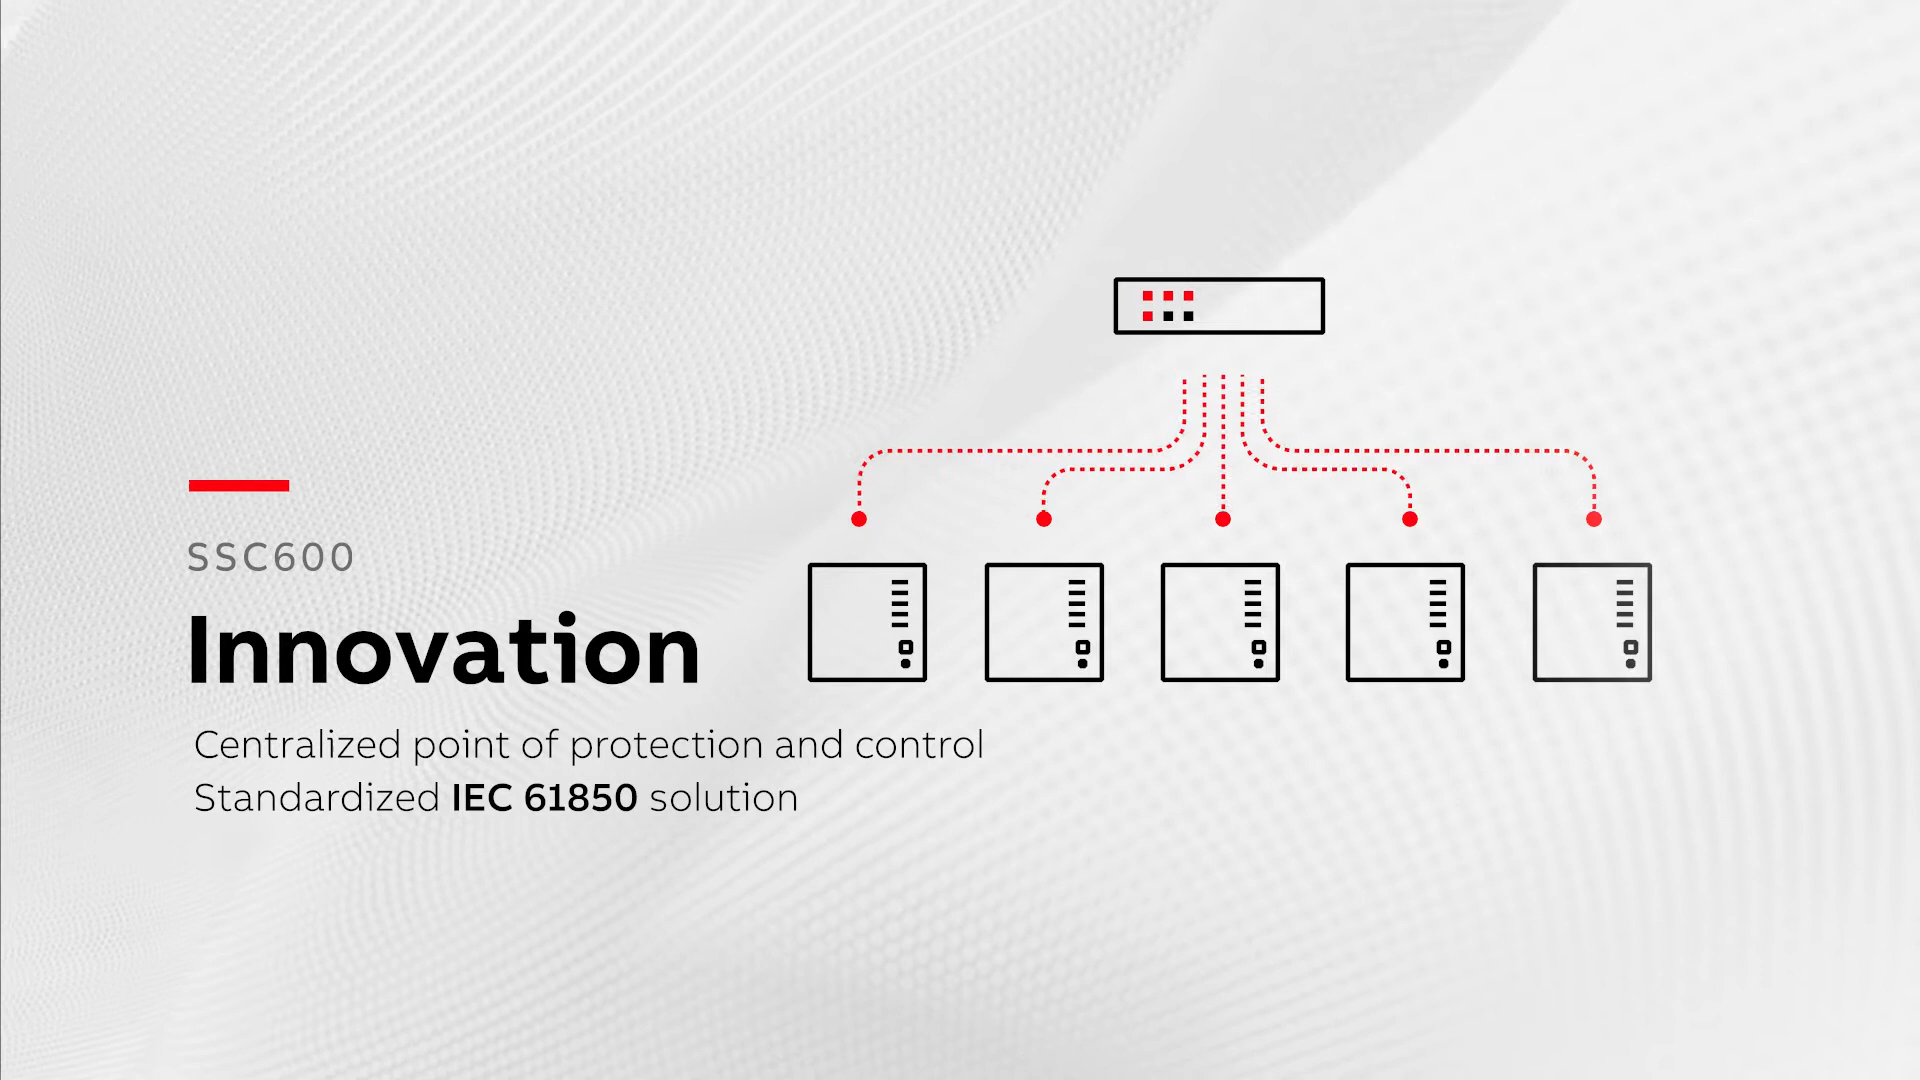 SSC600
Innovation
Centralized point of protection and control
Standardized IEC 61850 solution